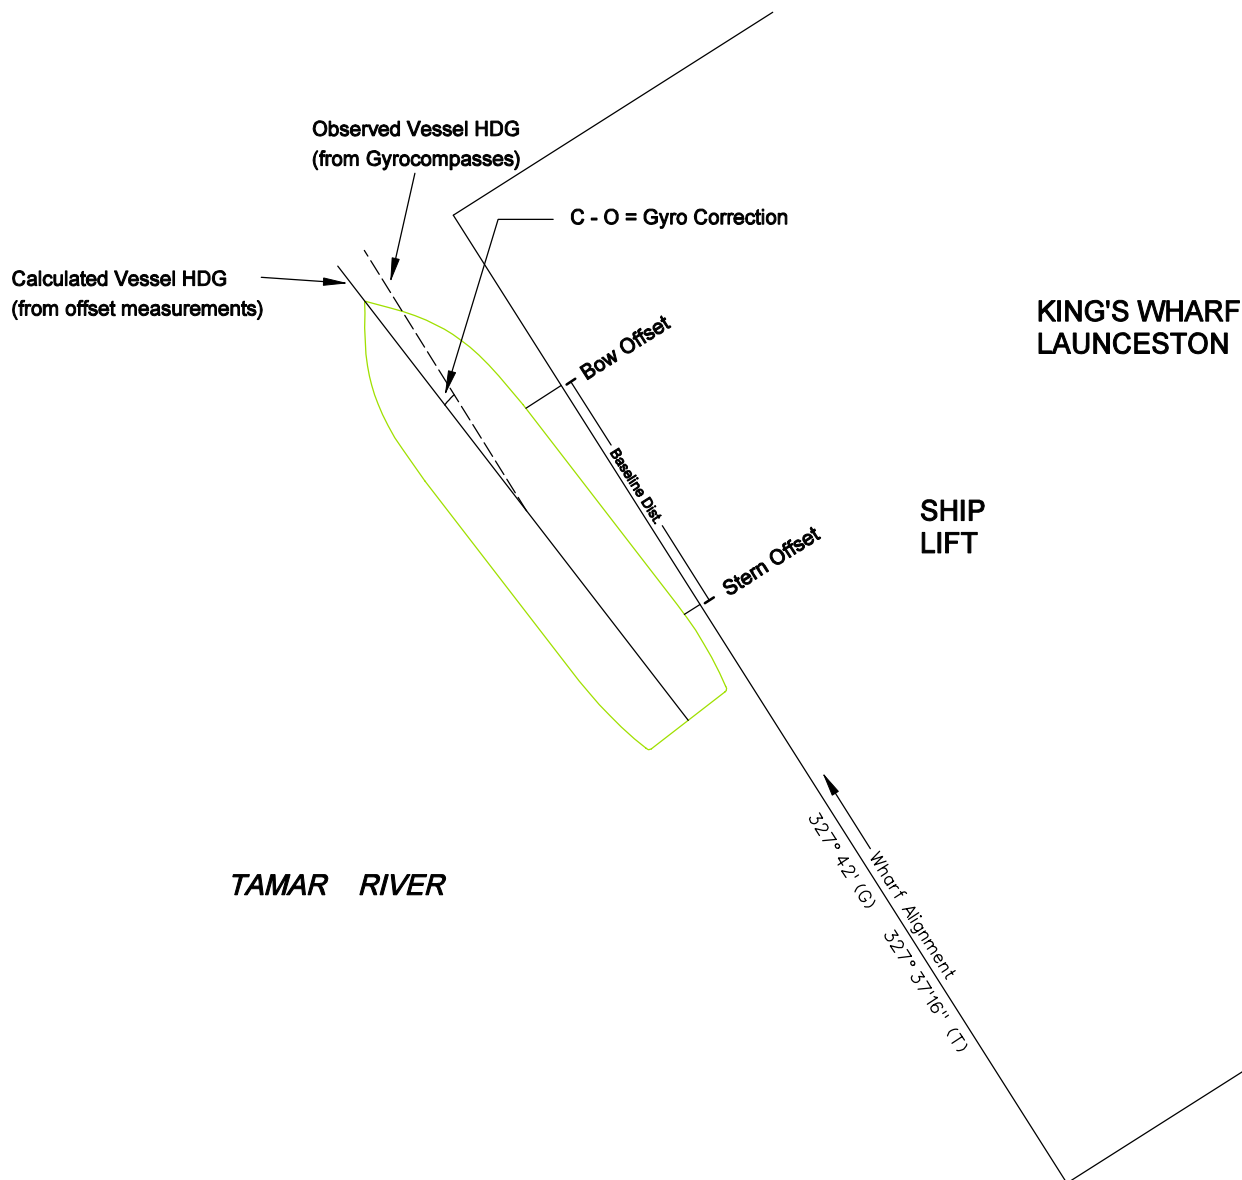 Observed Vessel HDG
(from Gyrocompasses)
C - O = Gyro Correction
Calculated Vessel HDG
(from offset measurements)
KING'S WHARF
LAUNCESTON
Bow Offset
Baseline Dist.
SHIP
LIFT
Stern Offset
TAMAR RIVER
Wharf Alignment
327° 42' (G) 327° 37'16'' (T)